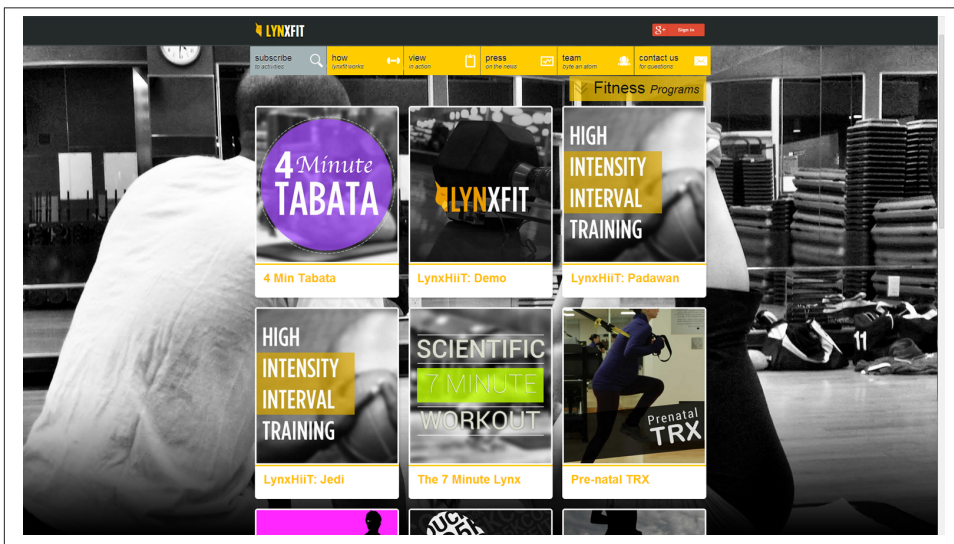 LYNXFIT
g+ Sign in
subscribe
to activities
how
lynxfit works
view
in action
press
on the news
team
byte an atom
contact us
for questions
Fitness Programs
4 Minute
TABATA
4 Min Tabata
LYNXFIT
LynxHiiT: Demo
HIGH
INTENSITY
INTERVAL
TRAINING
LynxHiiT: Padawan
HIGH
INTENSITY
INTERVAL
TRAINING
LynxHiiT: Jedi
SCIENTIFIC
7 MINUTE
WORKOUT
The 7 Minute Lynx
Prenatal
TRX
Pre-natal TRX
11